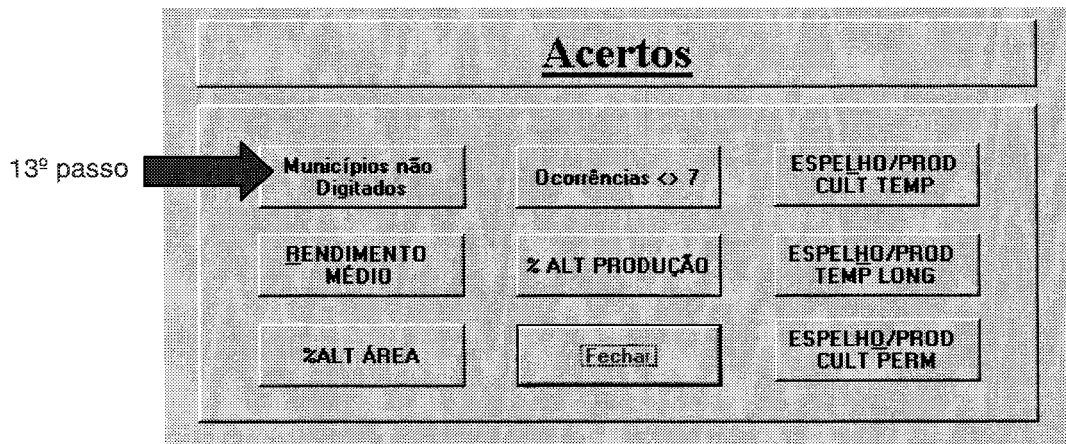 Acertos
13º passo
Municípios não
Digitados
Ocorrências <> 7
ESPELHO/PROD
CULT TEMP
RENDIMENTO
MÉDIO
% ALT PRODUÇÃO
ESPELHO/PROD
TEMP LONG
%ALT ÁREA
Fechar
ESPELHO/PROD
CULT PERM